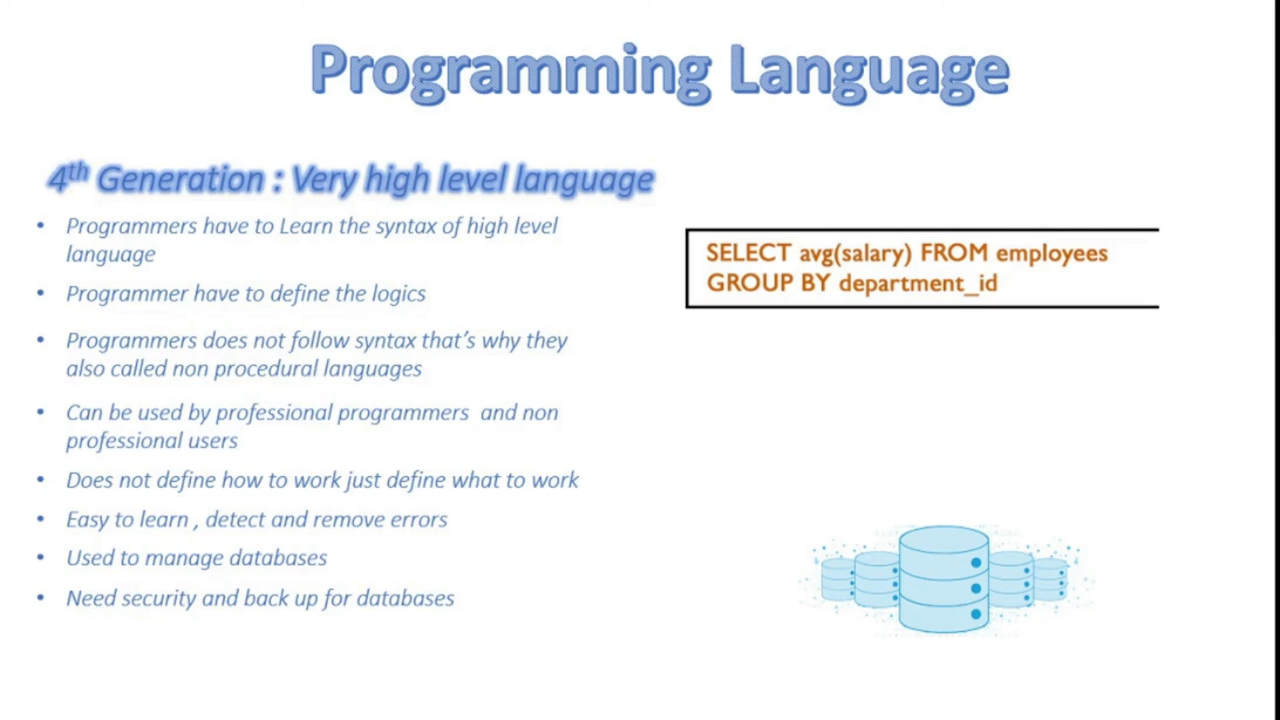 Programming Language
4th Generation : Very high level language
• Programmers have to Learn the syntax of high level
language
• Programmer have to define the logics
• Programmers does not follow syntax that's why they
also called non procedural languages
• Can be used by professional programmers and non
professional users
• Does not define how to work just define what to work
• Easy to learn , detect and remove errors
• Used to manage databases
• Need security and back up for databases
SELECT avg(salary) FROM employees
GROUP BY department_id